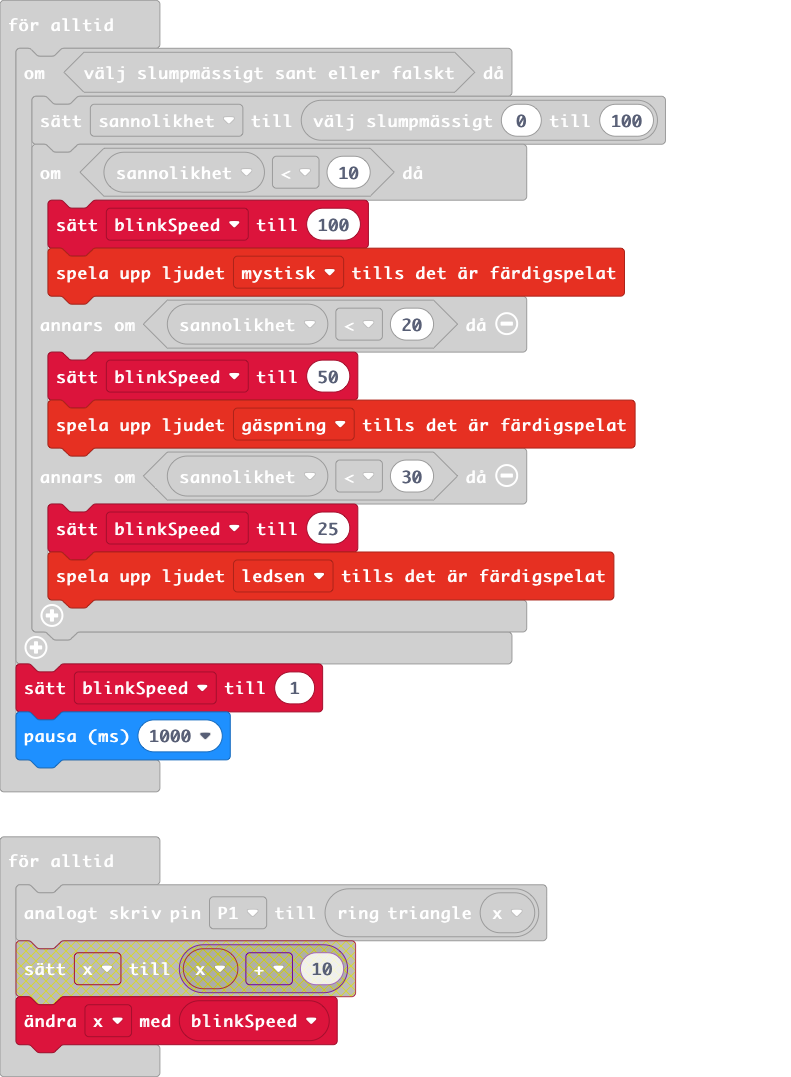 för alltid
om välj slumpmässigt sant eller falskt då
sätt sannolikhet till välj slumpmässigt 0 till 100
om sannolikhet < 10 då
sätt blinkSpeed till 100
spela upp ljudet mystisk tills det är färdigspelat
annars om sannolikhet < 20 då
sätt blinkSpeed till 50
spela upp ljudet gäspning tills det är färdigspelat
annars om sannolikhet < 30 då
sätt blinkSpeed till 25
spela upp ljudet ledsen tills det är färdigspelat
sätt blinkSpeed till 1
pausa (ms) 1000
för alltid
analogt skriv pin P1 till ring triangle x
sätt x till x + 10
ändra x med blinkSpeed